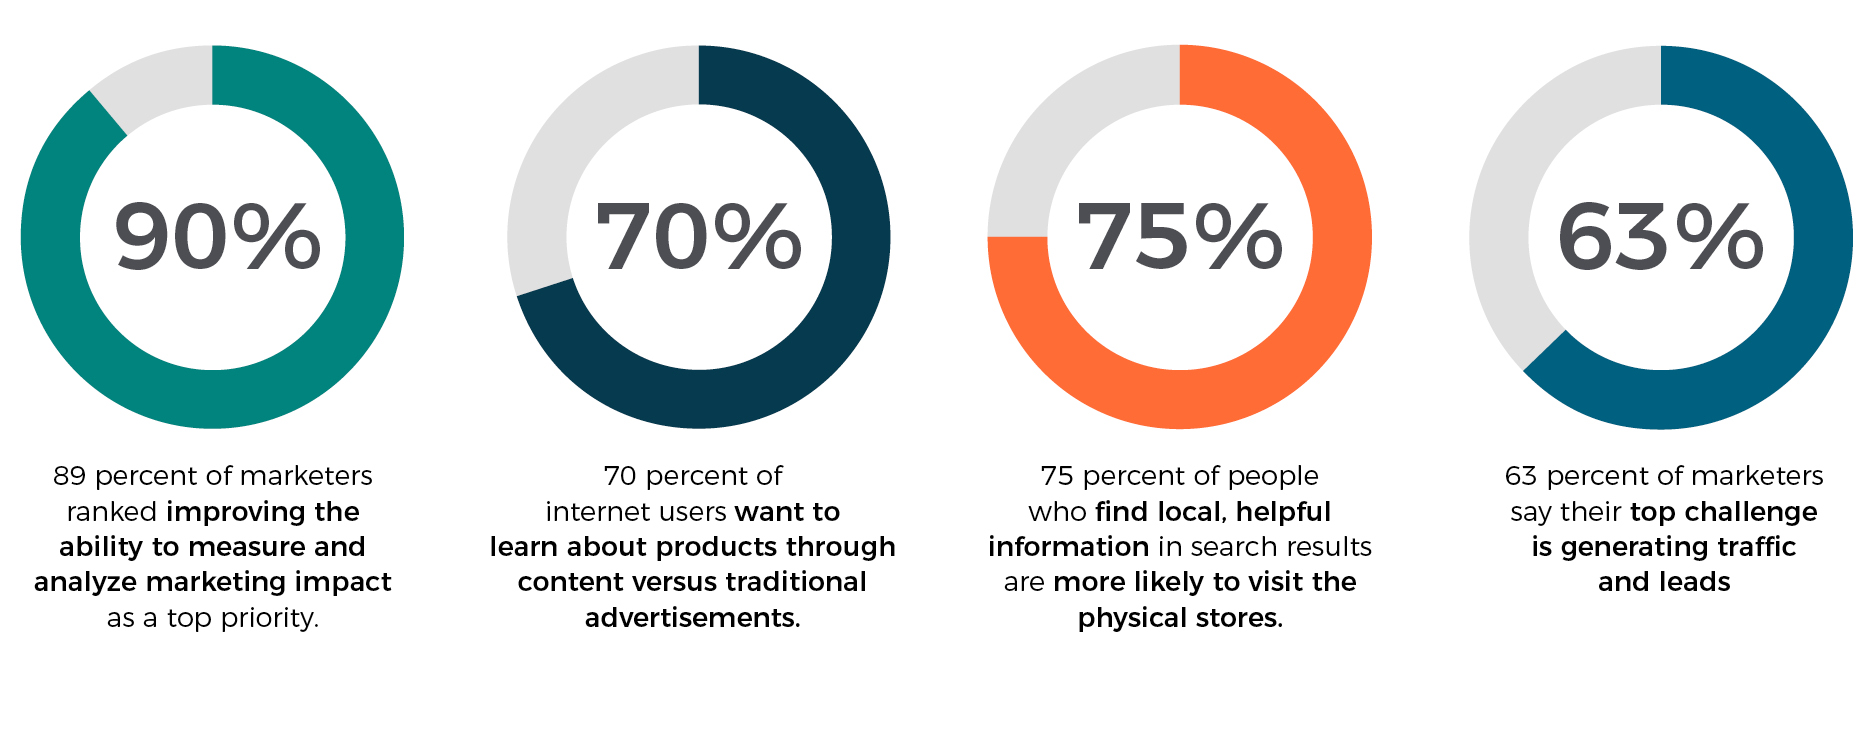 90%
89 percent of marketers
ranked improving the
ability to measure and
analyze marketing impact
as a top priority.
70%
70 percent of
internet users want to
learn about products through
content versus traditional
advertisements.
75%
75 percent of people
who find local, helpful
information in search results
are more likely to visit the
physical stores.
63%
63 percent of marketers
say their top challenge
is generating traffic
and leads